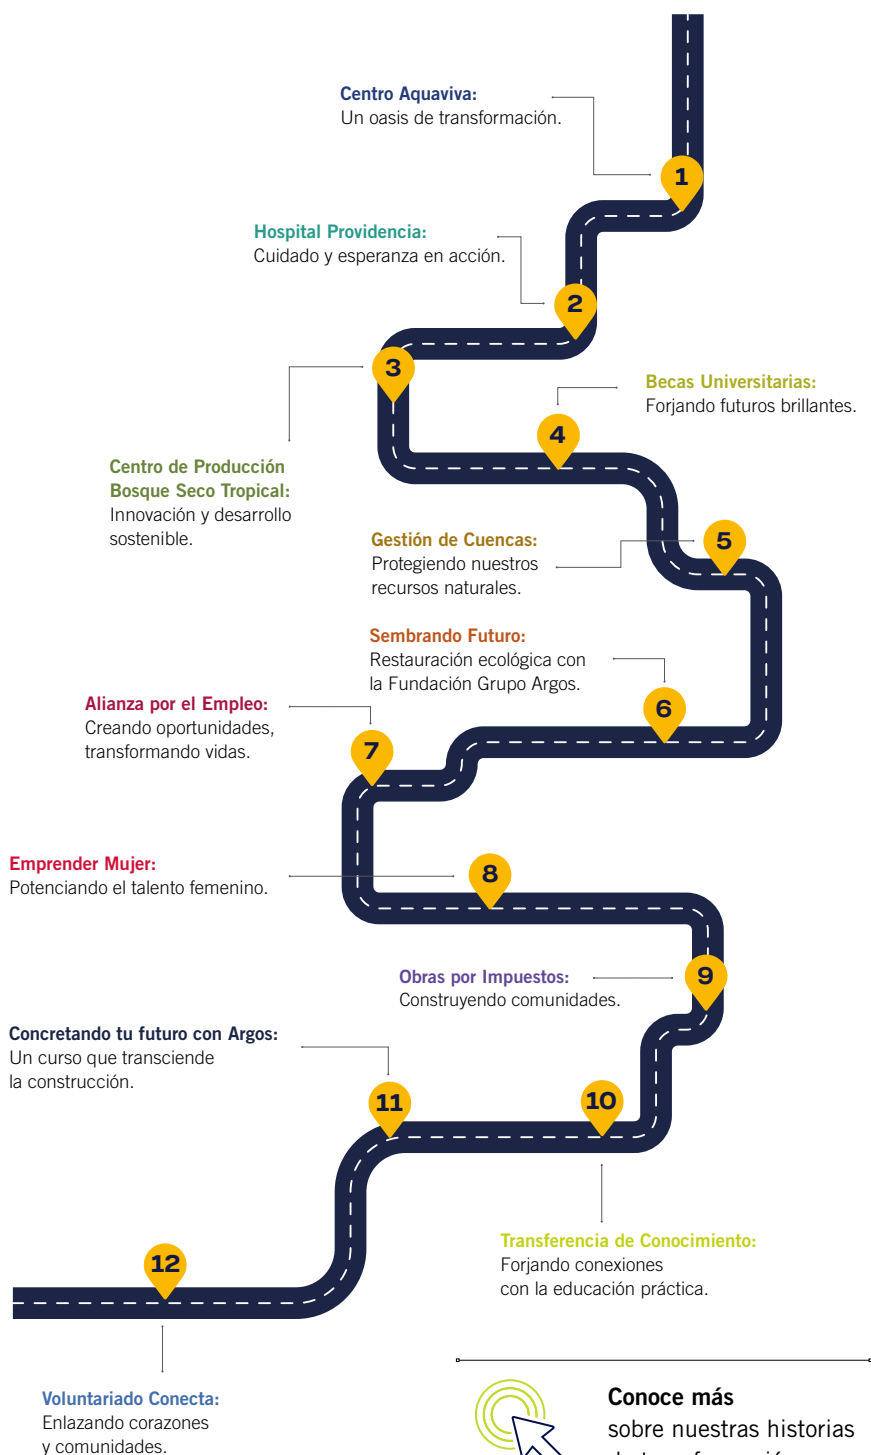 Centro Aquaviva:
Un oasis de transformación.
1
Hospital Providencia:
Cuidado y esperanza en acción.
2
3
Centro de Producción
Bosque Seco Tropical:
Innovación y desarrollo
sostenible.
Becas Universitarias:
Forjando futuros brillantes.
4
Gestión de Cuencas:
Protegiendo nuestros
recursos naturales.
5
Sembrando Futuro:
Restauración ecológica con
la Fundación Grupo Argos.
6
Alianza por el Empleo:
Creando oportunidades,
transformando vidas.
7
Emprender Mujer:
Potenciando el talento femenino.
8
Obras por Impuestos:
Construyendo comunidades.
9
10
Transferencia de Conocimiento:
Forjando conexiones
con la educación práctica.
Concretando tu futuro con Argos:
Un curso que transciende
la construcción.
11
12
Voluntariado Conecta:
Enlazando corazones
y comunidades.
Conoce más
sobre nuestras historias